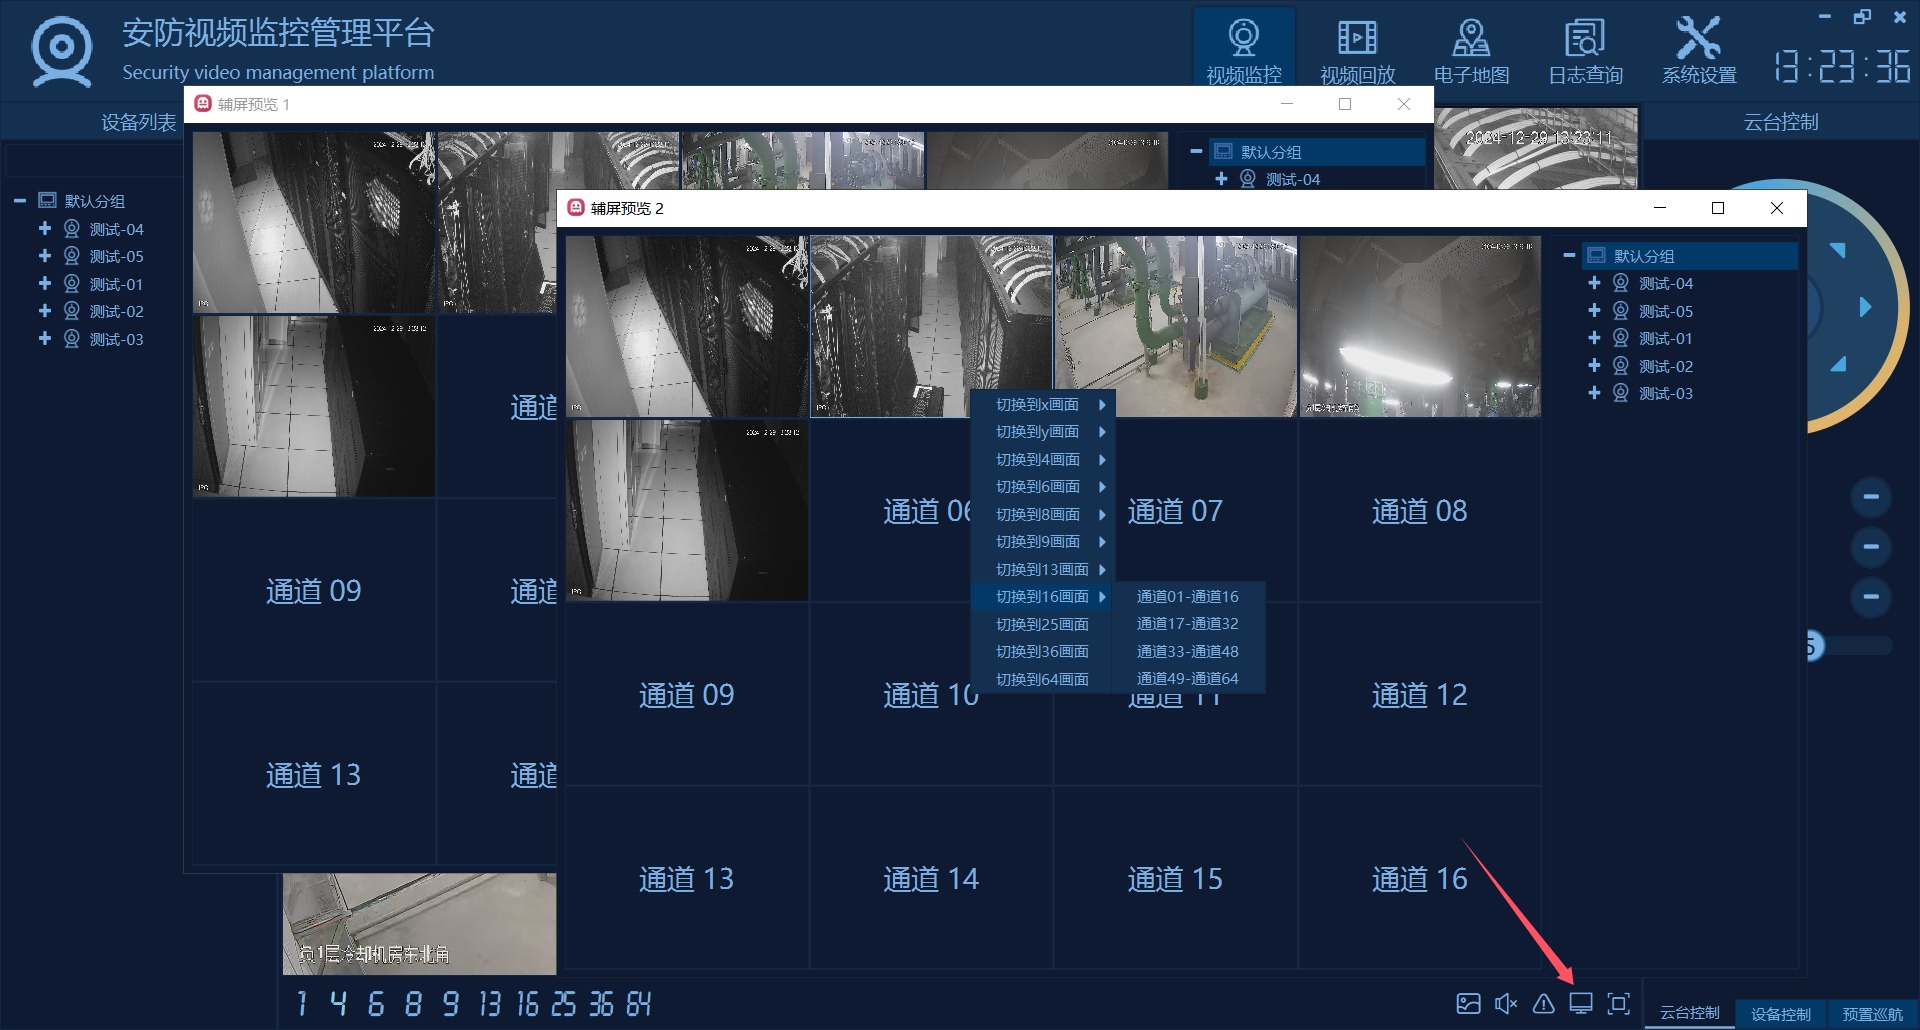 安防视频监控管理平台
Security video management platform
视频监控
视频回放
电子地图
日志查询
系统设置
13:23:36
设备列表
默认分组
测试-04
测试-05
测试-01
测试-02
测试-03
辅屏预览 1
默认分组
测试-04
2024-12-29 13:23:11
云台控制
通道
通道 09
通道
通道 13
通道
辅屏预览 2
通道 06
通道 07
通道 08
通道 09
通道 10
通道 11
通道 12
通道 13
通道 14
通道 15
通道 16
切换到x画面
切换到y画面
切换到4画面
切换到6画面
切换到8画面
切换到9画面
切换到13画面
切换到16画面
切换到25画面
切换到36画面
切换到64画面
通道01-通道16
通道17-通道32
通道33-通道48
通道49-通道64
默认分组
测试-04
测试-05
测试-01
测试-02
测试-03
5
负1层冷却机房东北角
1 4 6 8 9 13 16 25 36 64
云台控制
设备控制
预置巡航